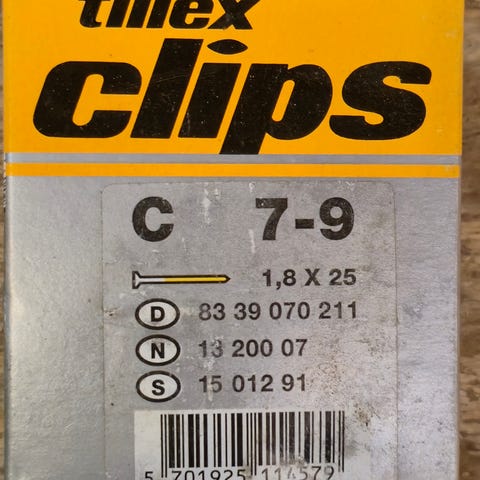 tillex
clips
C 7-9
1,8 X 25
D 83 39 070 211
N 13 200 07
S 15 012 91
5 701925 114579